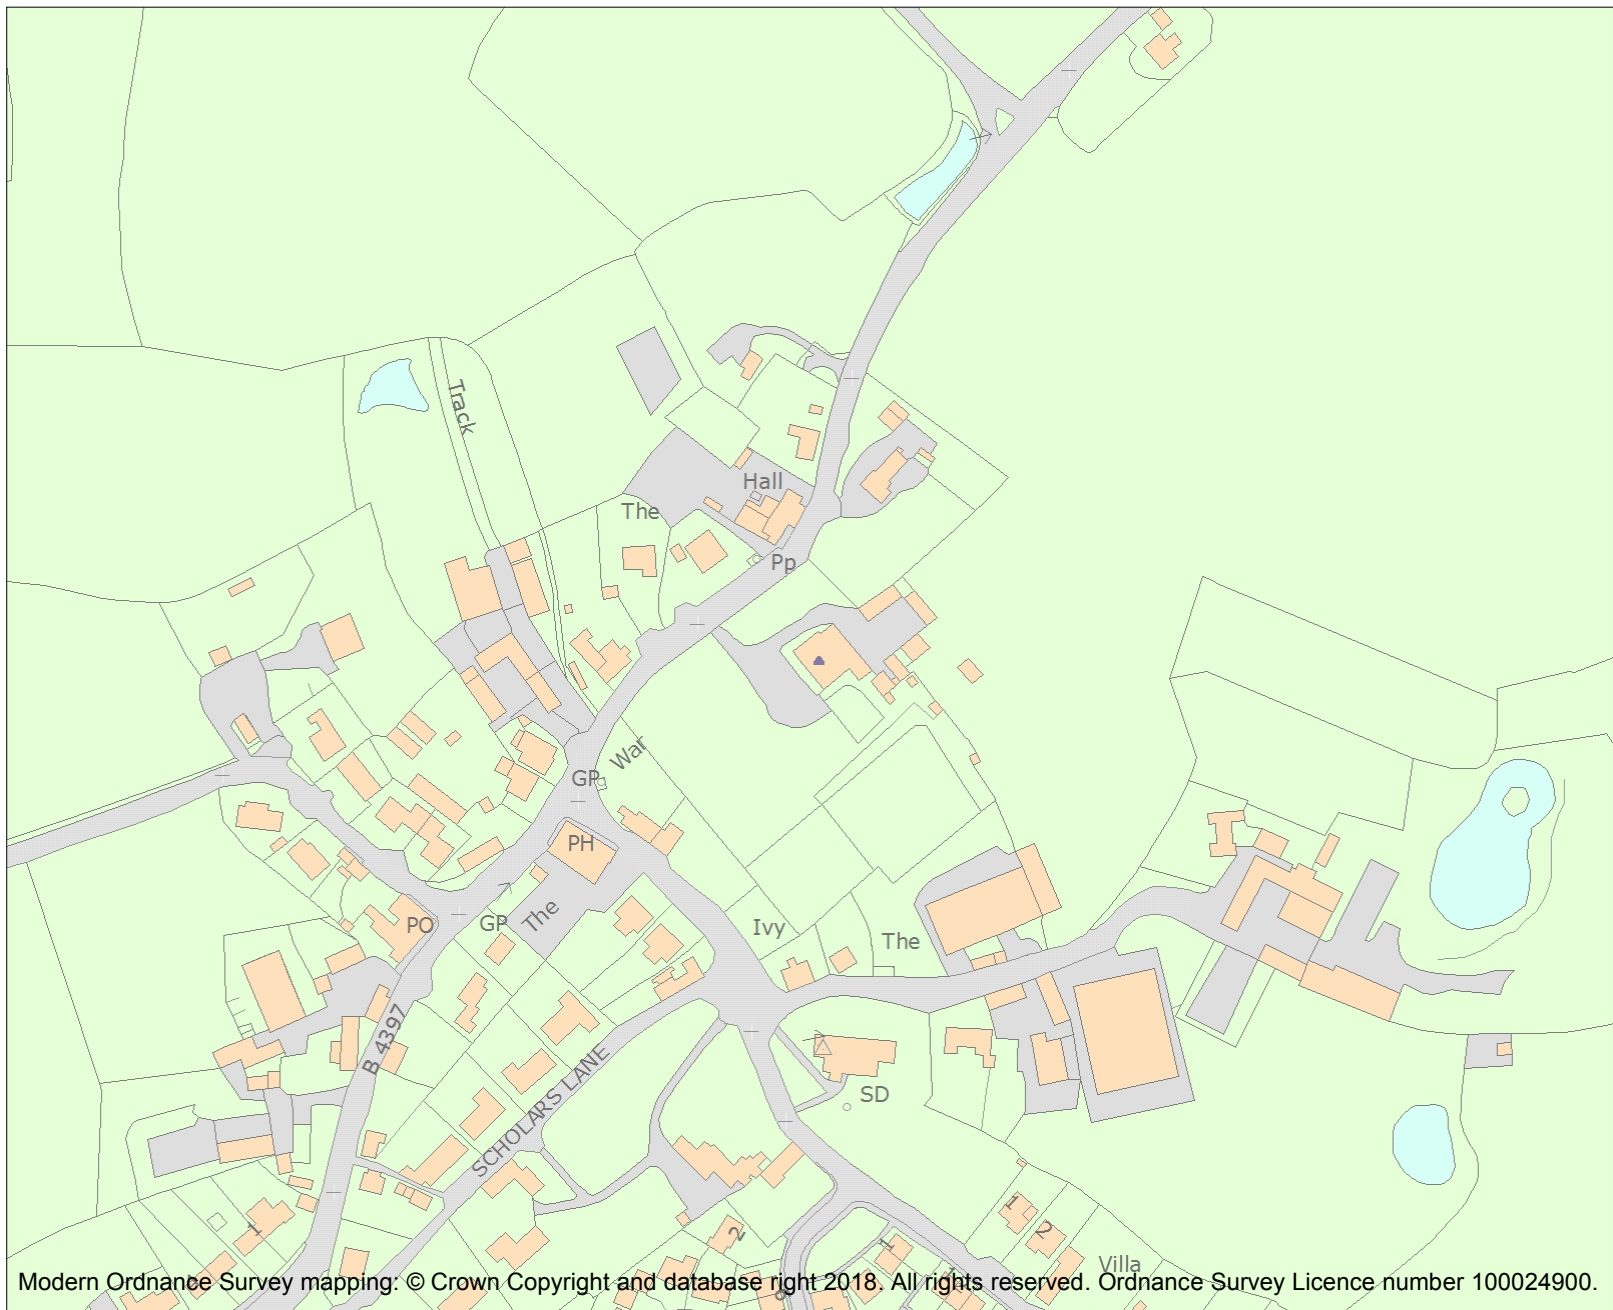 Track
Hall
The
Pp
War
GP
PH
PO
GP
The
Ivy
The
B 4397
SCHOLARS LANE
SD
1
2
1
2
1
Villa
Modern Ordnance Survey mapping: © Crown Copyright and database right 2018. All rights reserved. Ordnance Survey Licence number 100024900.